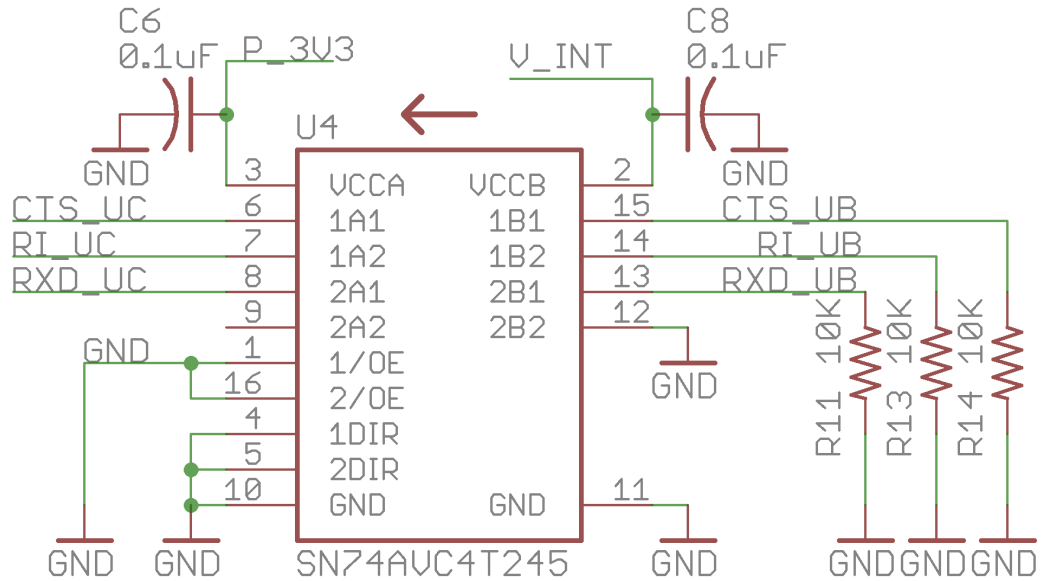 C6
0.1uF
P_3V3
V_INT
C8
0.1uF
U4
GND
GND
3
VCCA
VCCB
2
CTS_UC
6
1A1
1B1
15
CTS_UB
RI_UC
7
1A2
1B2
14
RI_UB
RXD_UC
8
2A1
2B1
13
RXD_UB
9
2A2
2B2
12
GND
1
1/OE
GND
16
2/OE
4
1DIR
5
2DIR
10
GND
GND
11
10K
10K
10K
R11
R13
R14
GND
GND
SN74AVC4T245
GND
GND
GND
GND